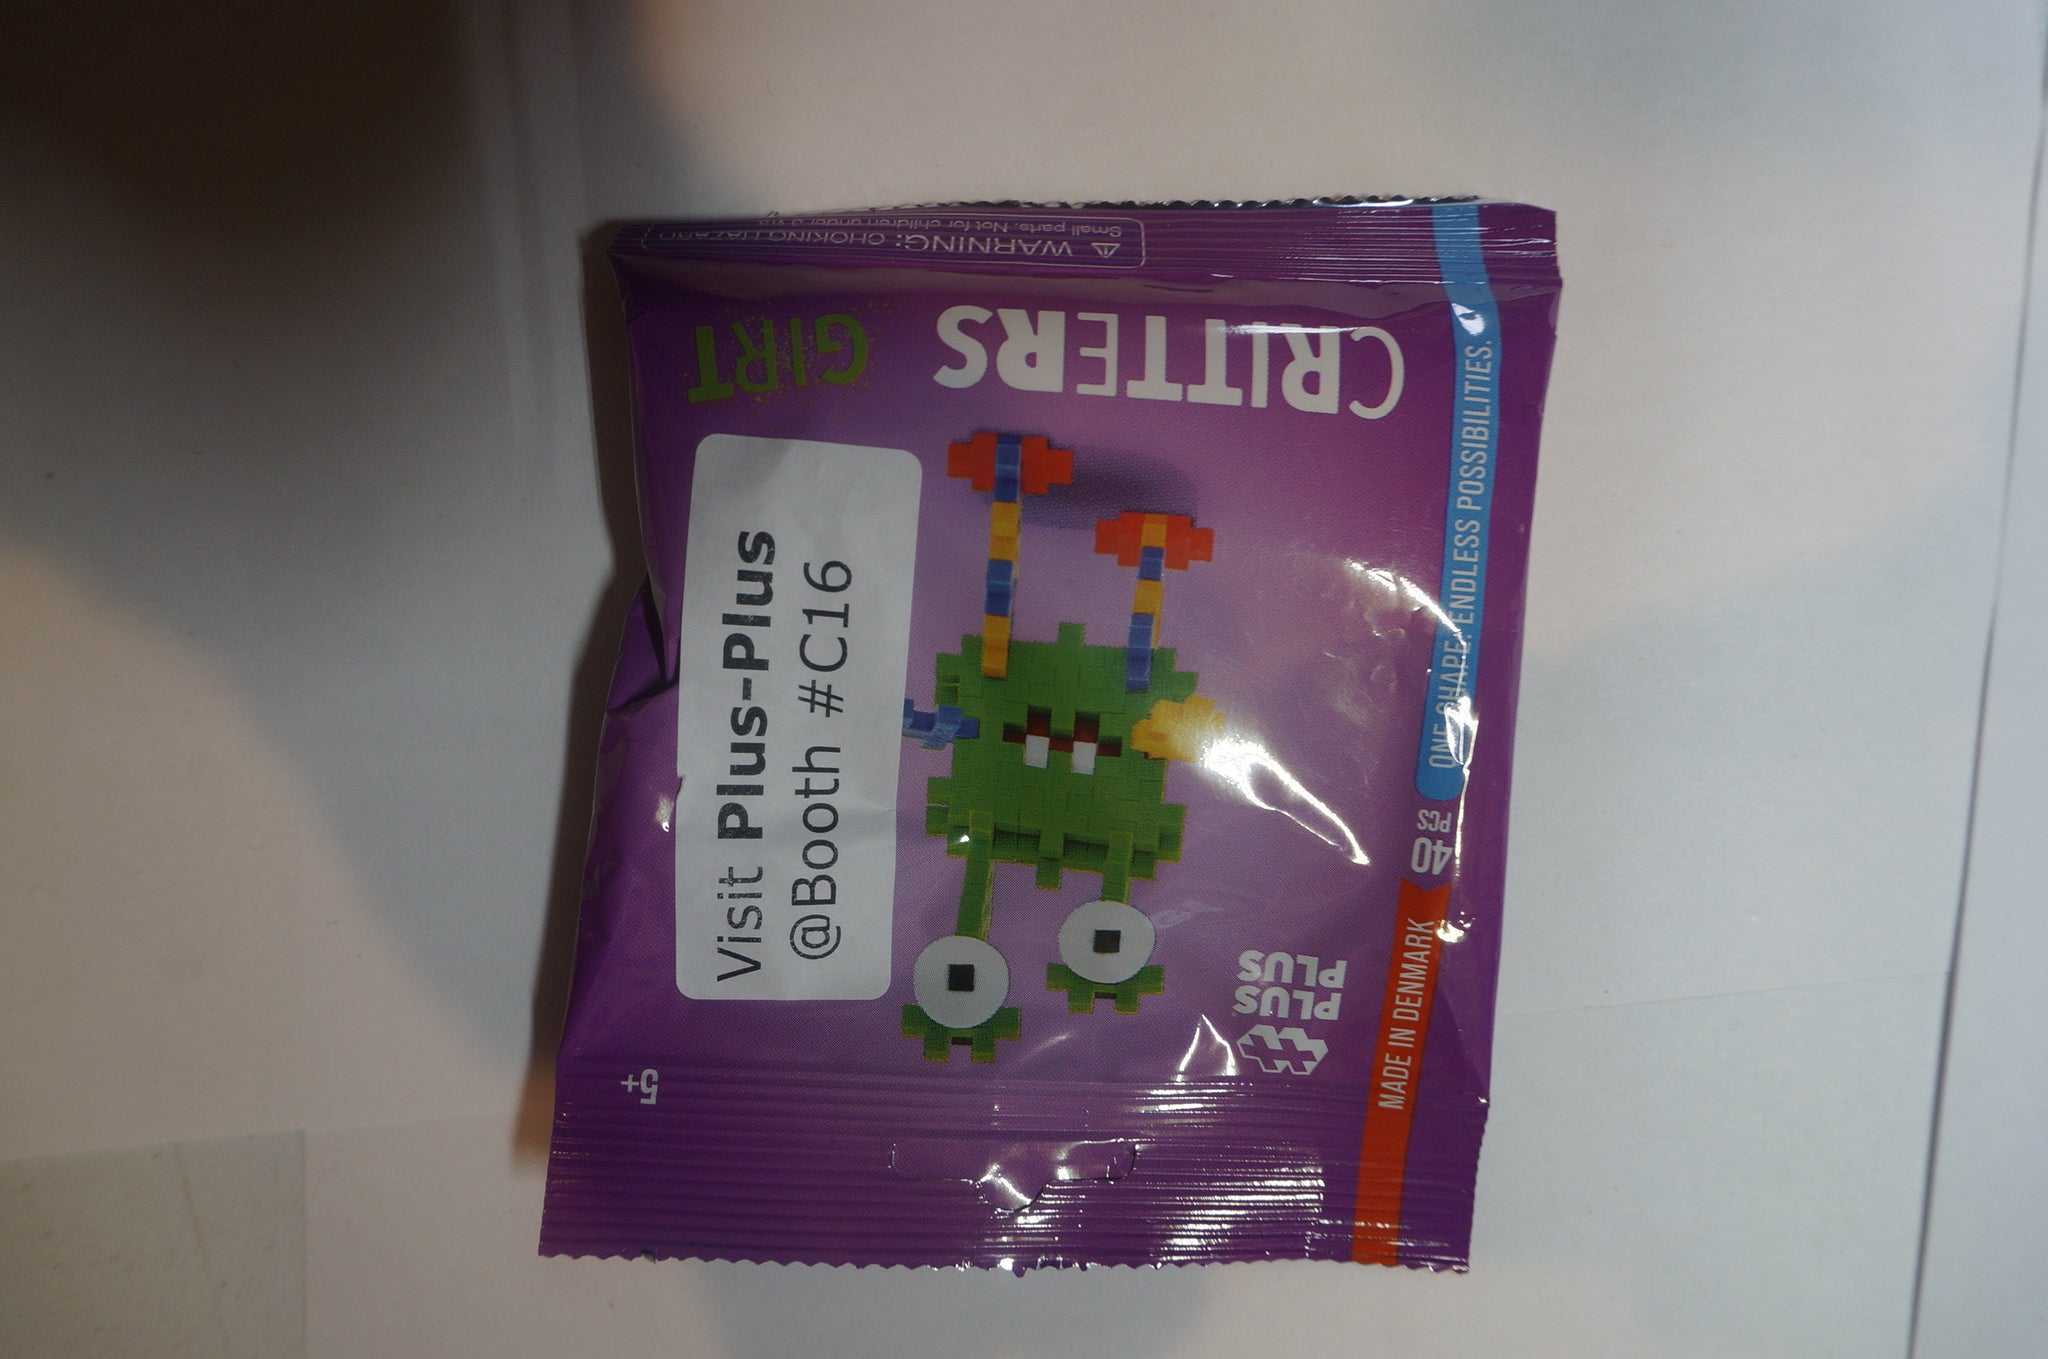 PLUS
PLUS
5+
MADE IN DENMARK
40
PCS
ONE SHAPE. ENDLESS POSSIBILITIES.
Visit Plus-Plus
@Booth #C16
CRITTERS
GIRT
WARNING: CHOKING HAZARD
Small parts. Not for children under 3